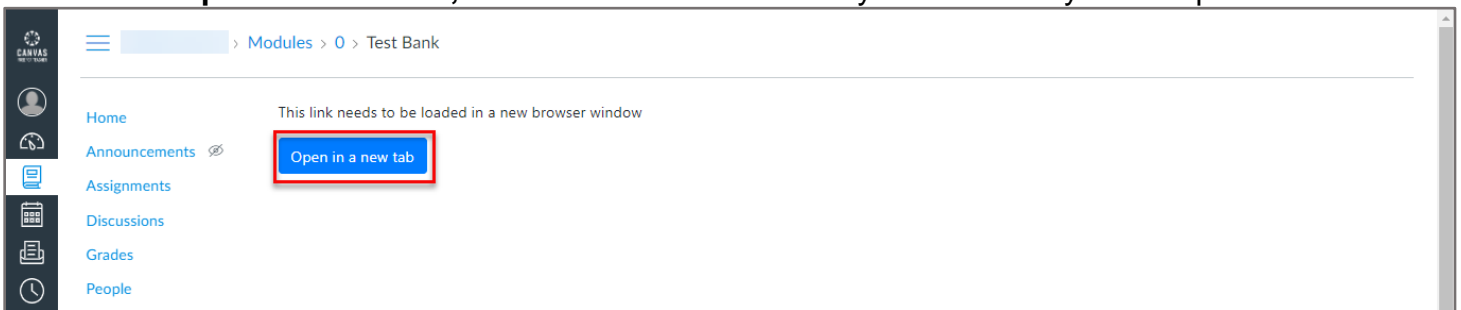 CANVAS
> Modules > 0 > Test Bank
Home
This link needs to be loaded in a new browser window
Announcements
Open in a new tab
Assignments
Discussions
Grades
People